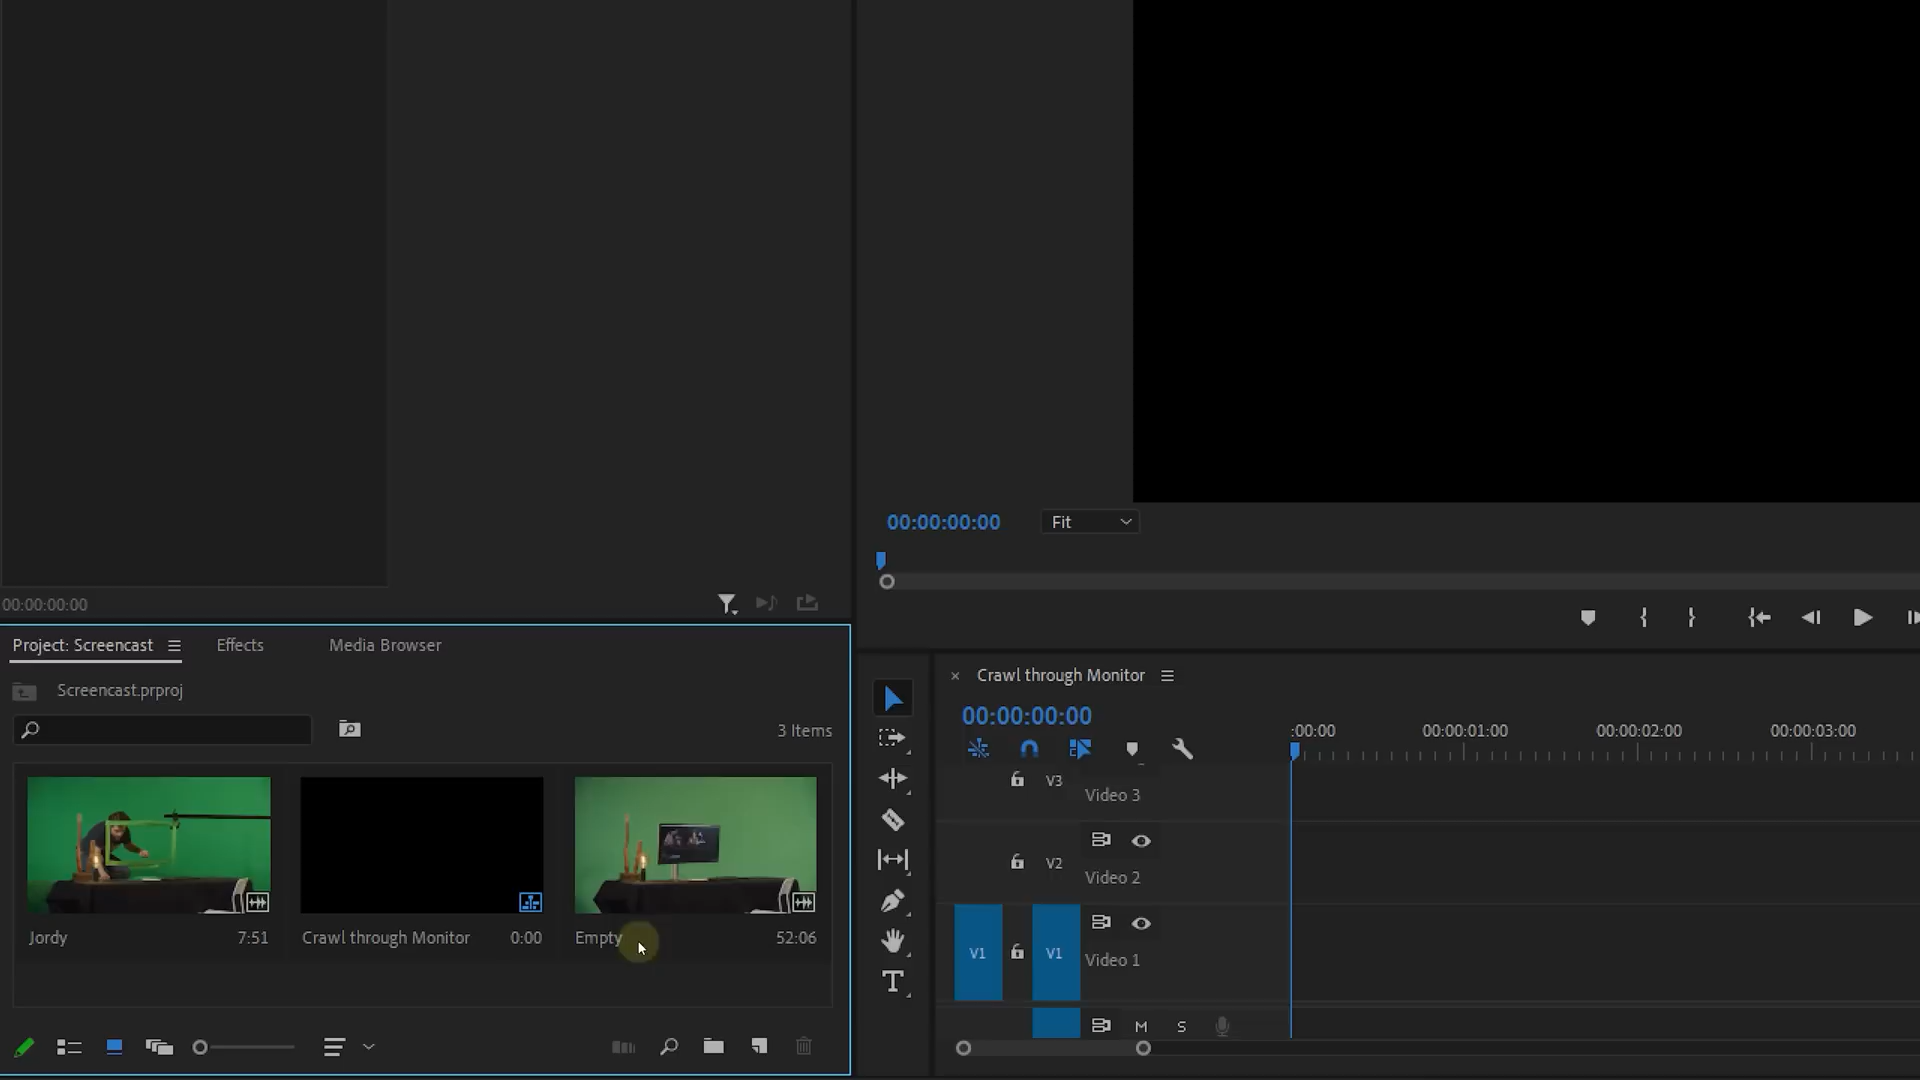 00:00:00:00
Fit
00:00:00:00
Project: Screencast
Effects
Media Browser
Screencast.prproj
3 Items
Jordy
7:51
Crawl through Monitor
0:00
Empty
52:06
Crawl through Monitor
00:00:00:00
:00:00
00:00:01:00
00:00:02:00
00:00:03:00
V3
Video 3
V2
Video 2
V1
V1
Video 1
M
S